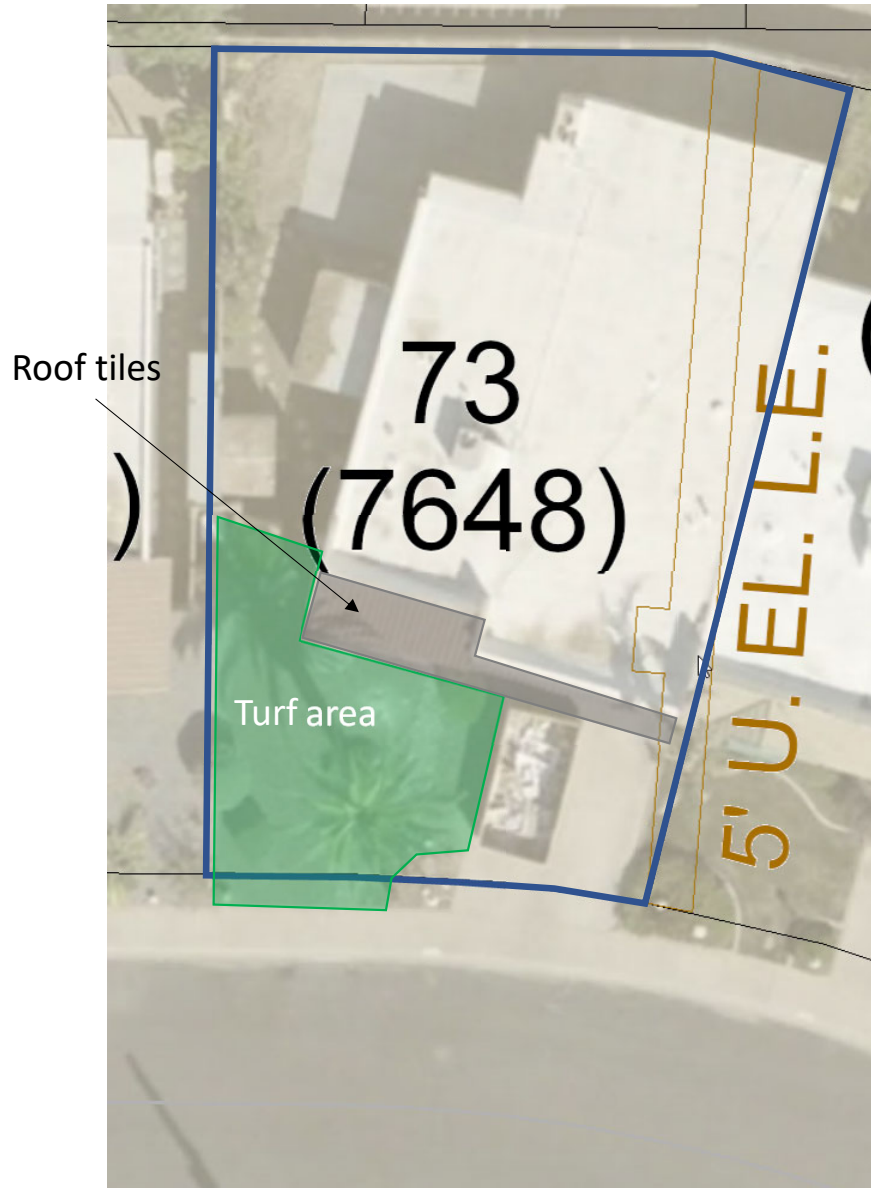 Roof tiles
73
)
(7648)
5' U. EL. L.E.
Turf area